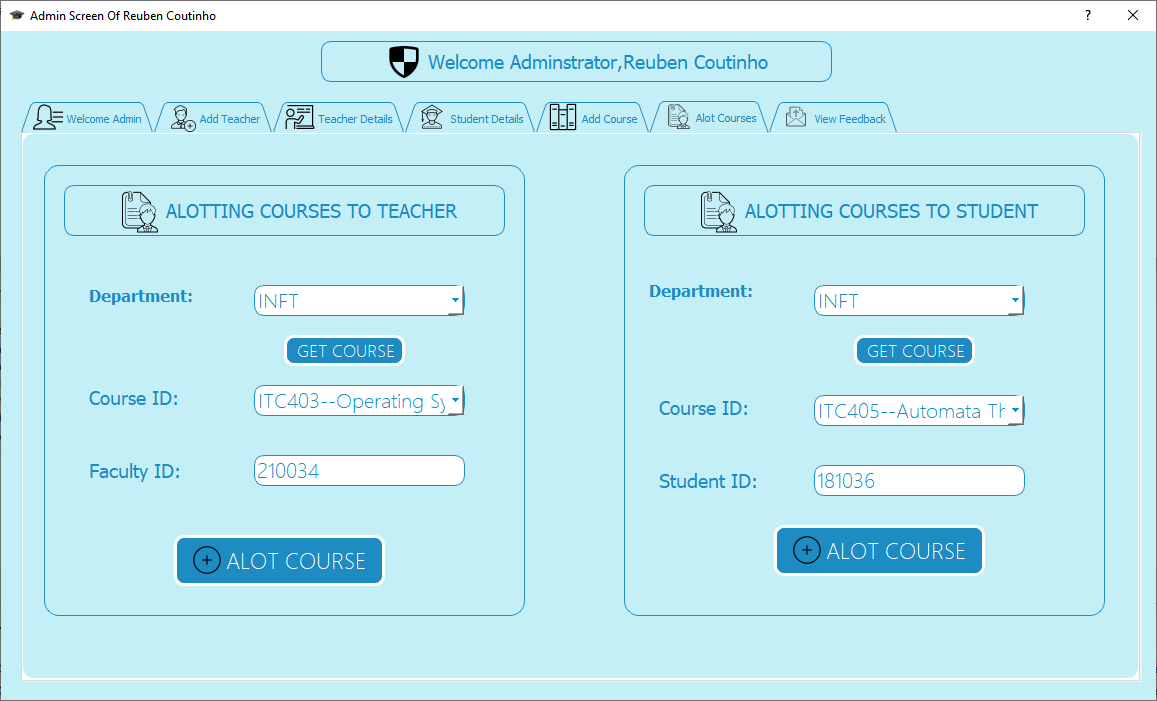 Admin Screen Of Reuben Coutinho
?
Welcome Adminstrator,Reuben Coutinho
Welcome Admin
Add Teacher
Teacher Details
Student Details
Add Course
Alot Courses
View Feedback
ALOTTING COURSES TO TEACHER
Department:
INFT
GET COURSE
Course ID:
ITC403--Operating Sy
Faculty ID:
210034
ALOT COURSE
ALOTTING COURSES TO STUDENT
Department:
INFT
GET COURSE
Course ID:
ITC405--Automata Th
Student ID:
181036
ALOT COURSE